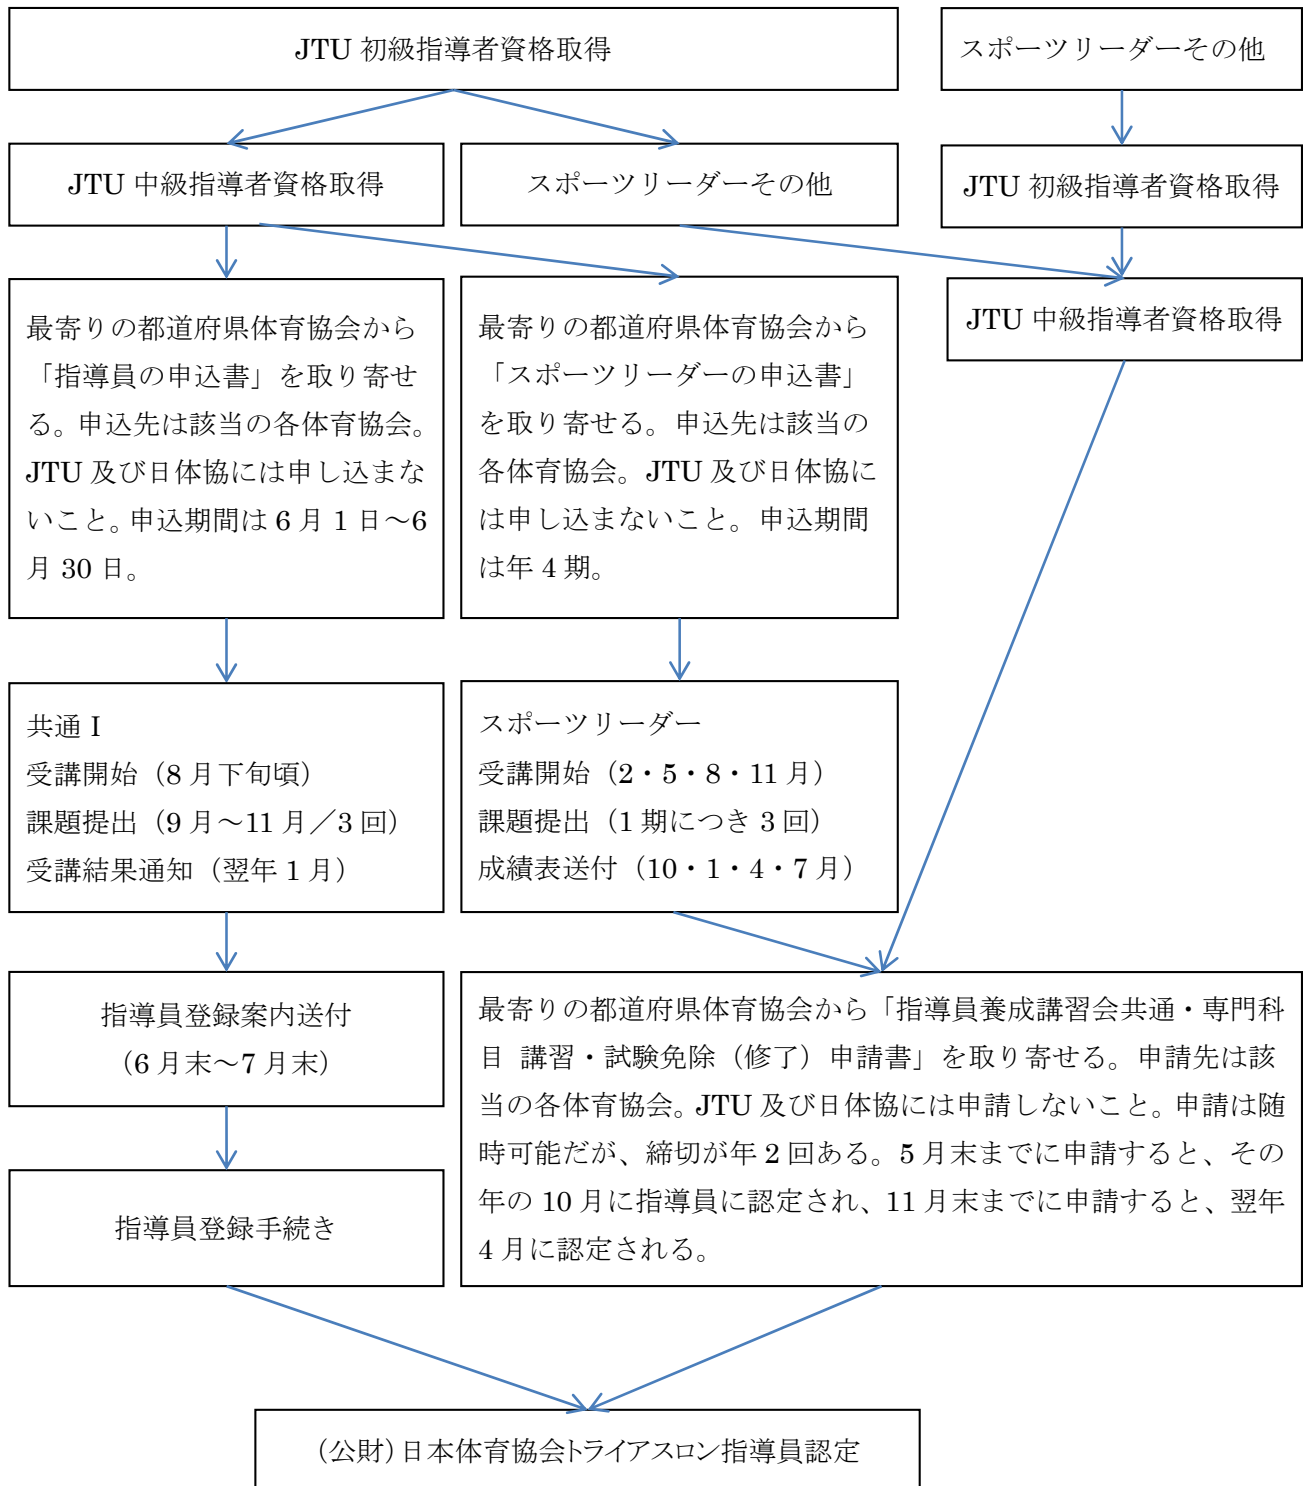 JTU 初級指導者資格取得
スポーツリーダーその他
JTU 中級指導者資格取得
スポーツリーダーその他
JTU 初級指導者資格取得
最寄りの都道府県体育協会から
「指導員の申込書」を取り寄せ
る。申込先は該当の各体育協会。
JTU 及び日体協には申し込まな
いこと。申込期間は 6 月 1 日～6
月 30 日。
最寄りの都道府県体育協会から
「スポーツリーダーの申込書」
を取り寄せる。申込先は該当の
各体育協会。JTU 及び日体協に
は申し込まないこと。申込期間
は年 4 期。
JTU 中級指導者資格取得
共通 I
受講開始（8 月下旬頃）
課題提出（9 月～11 月／3 回）
受講結果通知（翌年 1 月）
スポーツリーダー
受講開始（2・5・8・11 月）
課題提出（1 期につき 3 回）
成績表送付（10・1・4・7 月）
指導員登録案内送付
（6 月末～7 月末）
最寄りの都道府県体育協会から「指導員養成講習会共通・専門科
目 講習・試験免除（修了）申請書」を取り寄せる。申請先は該
当の各体育協会。JTU 及び日体協には申請しないこと。申請は随
時可能だが、締切が年 2 回ある。5 月末までに申請すると、その
年の 10 月に指導員に認定され、11 月末までに申請すると、翌年
4 月に認定される。
指導員登録手続き
（公財）日本体育協会トライアスロン指導員認定